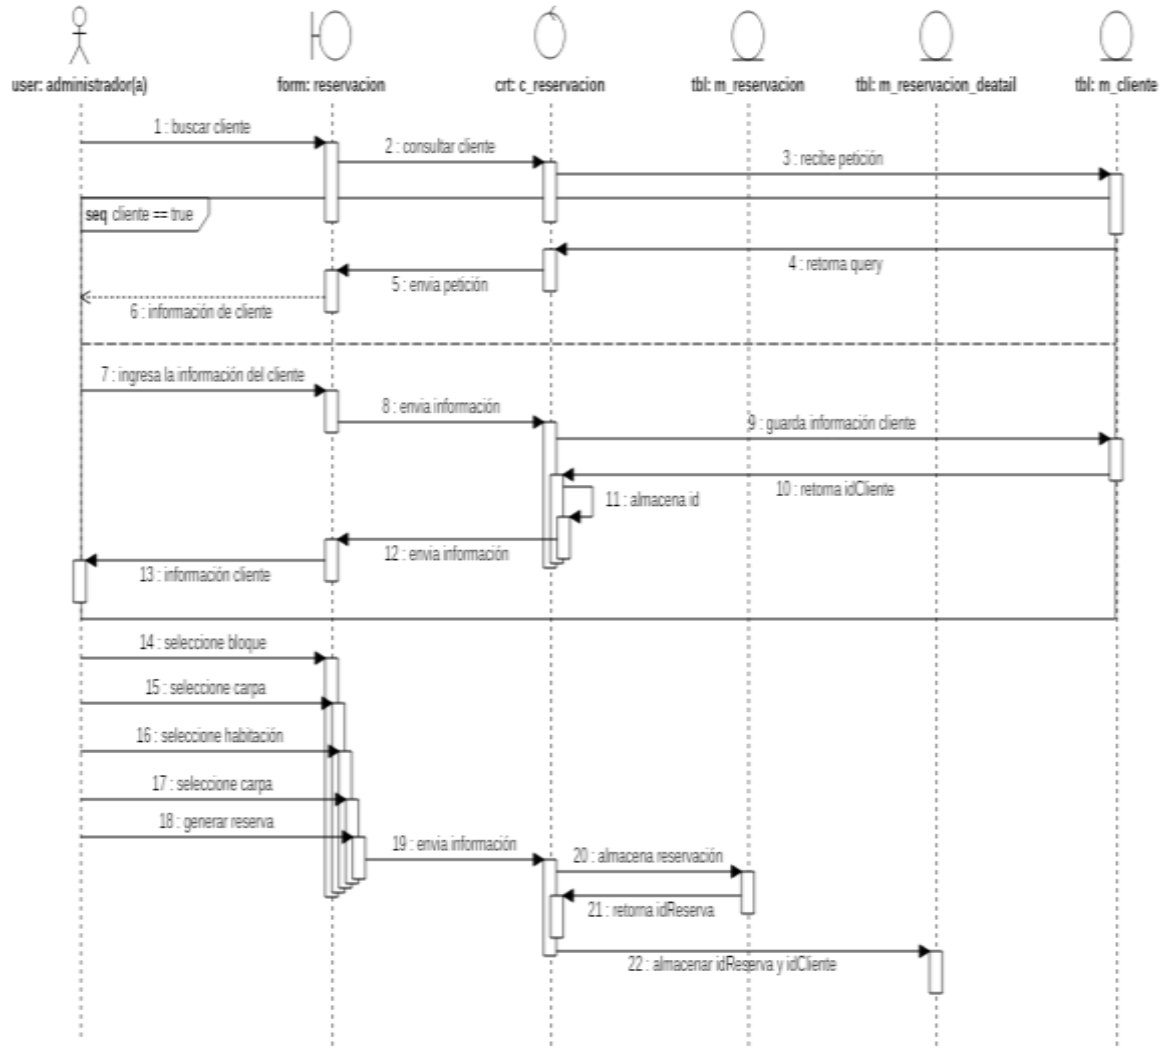 user: administrador(a)
form: reservacion
crt: c_reservacion
tbl: m_reservacion
tbl: m_reservacion_deatail
tbl: m_cliente
1 : buscar cliente
2 : consultar cliente
3 : recibe petición
seq cliente == true
4 : retorna query
5 : envia petición
6 : información de cliente
7 : ingresa la información del cliente
8 : envia información
9 : guarda información cliente
10 : retorna idCliente
11 : almacena id
12 : envia información
13 : información cliente
14 : seleccione bloque
15 : seleccione carpa
16 : seleccione habitación
17 : seleccione carpa
18 : generar reserva
19 : envia información
20 : almacena reservación
21 : retorna idReserva
22 : almacenar idReserva y idCliente